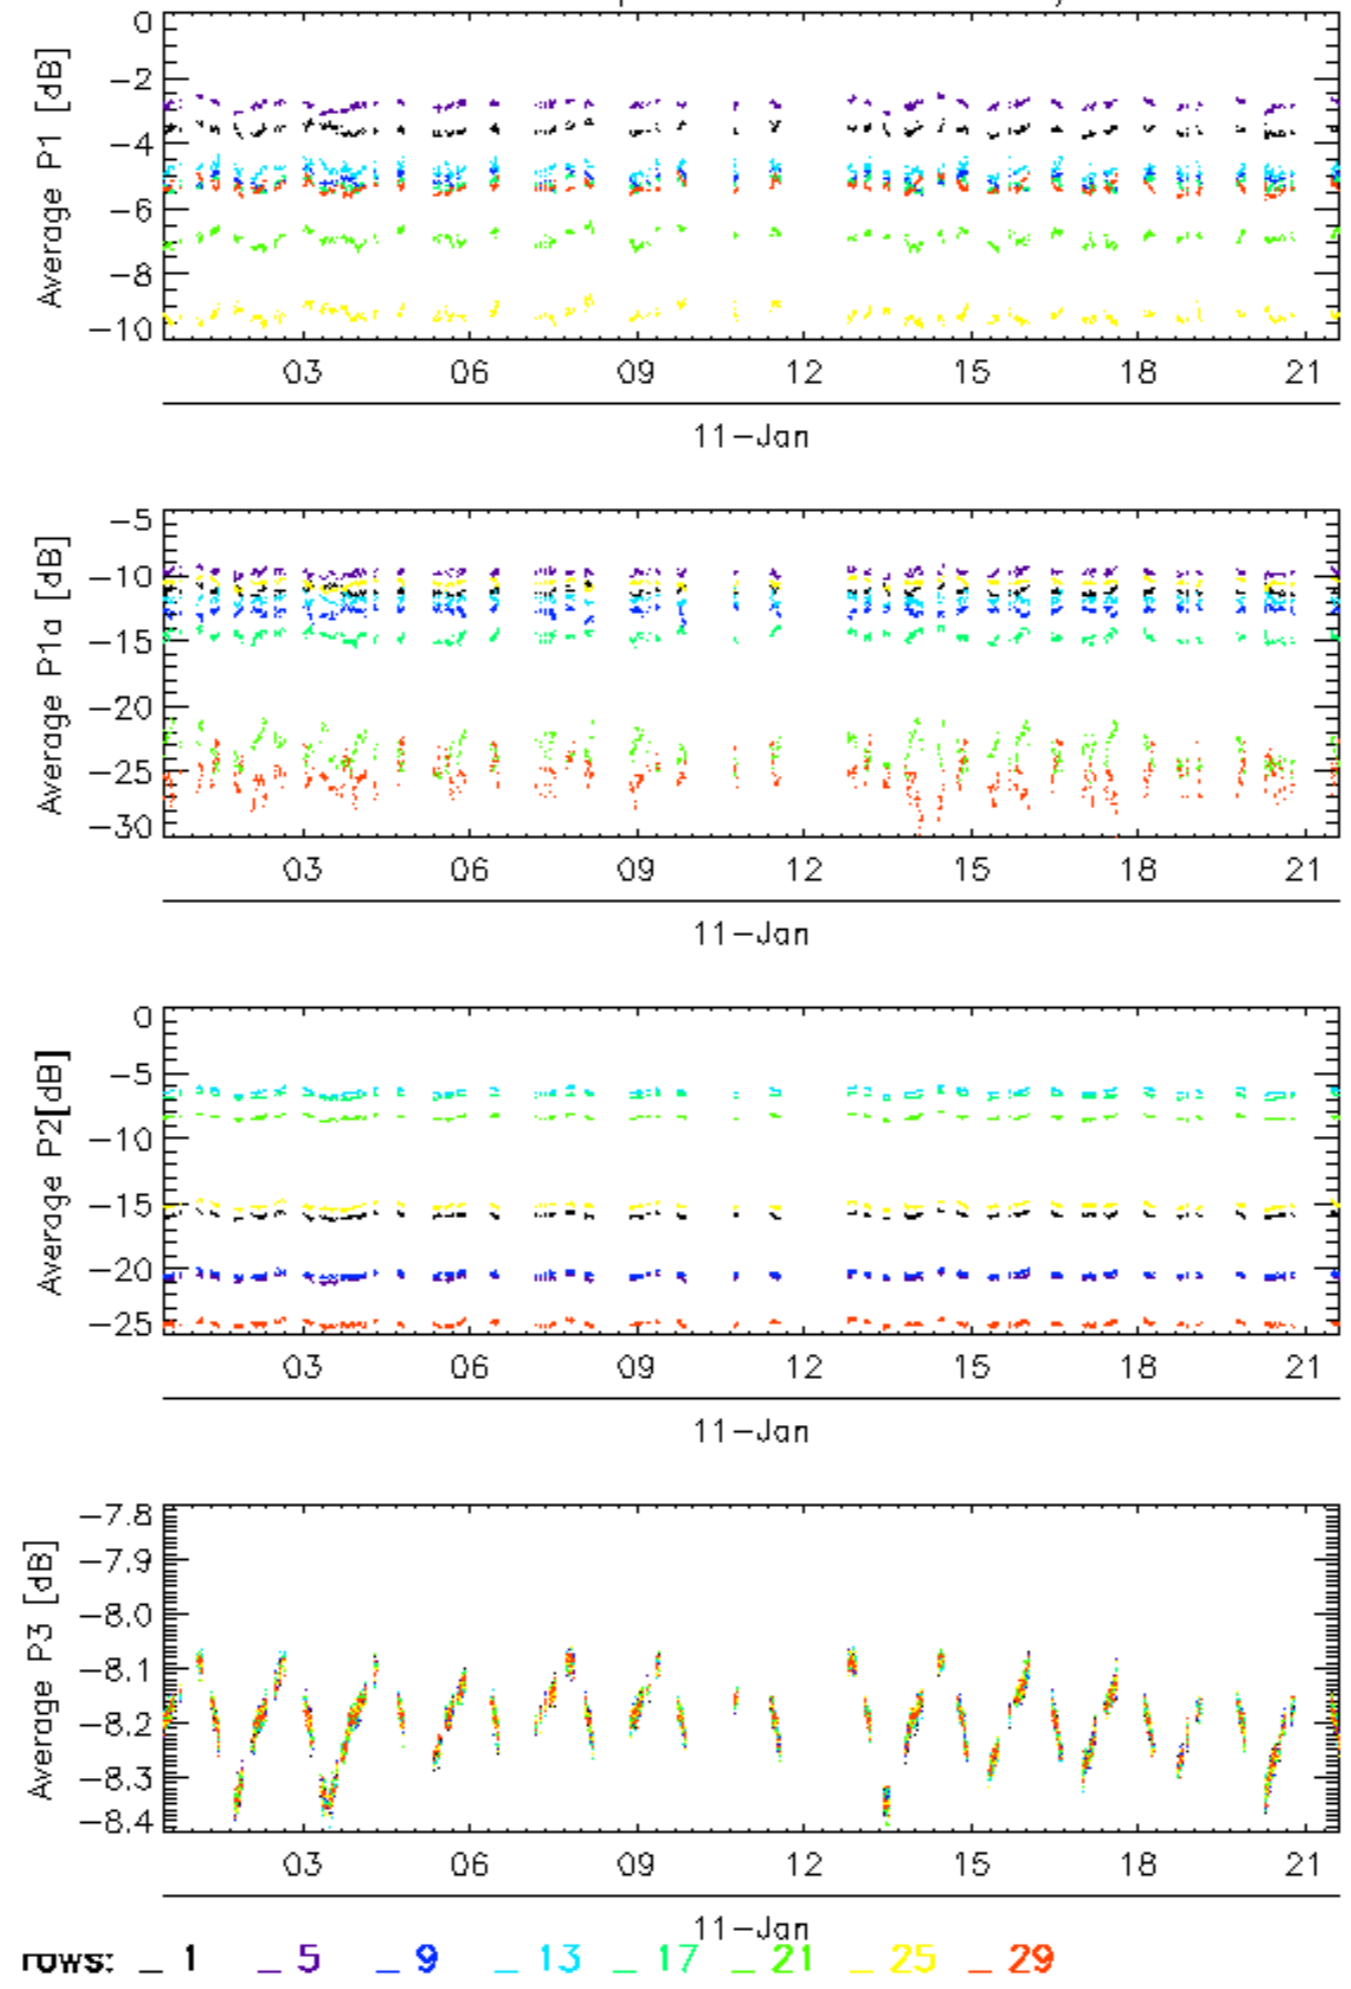 0
−2
−4
−6
−8
−10
Average P1 [dB]
03 06 09 12 15 18 21
11−Jan
−5
−10
−15
−20
−25
−30
Average P1a [dB]
03 06 09 12 15 18 21
11−Jan
0
−5
−10
−15
−20
−25
Average P2[dB]
03 06 09 12 15 18 21
11−Jan
−7.8
−7.9
−8.0
−8.1
−8.2
−8.3
−8.4
Average P3 [dB]
03 06 09 12 15 18 21
11−Jan
rows: _ 1 _ 5 _ 9 _ 13 _ 17 _ 21 _ 25 _ 29